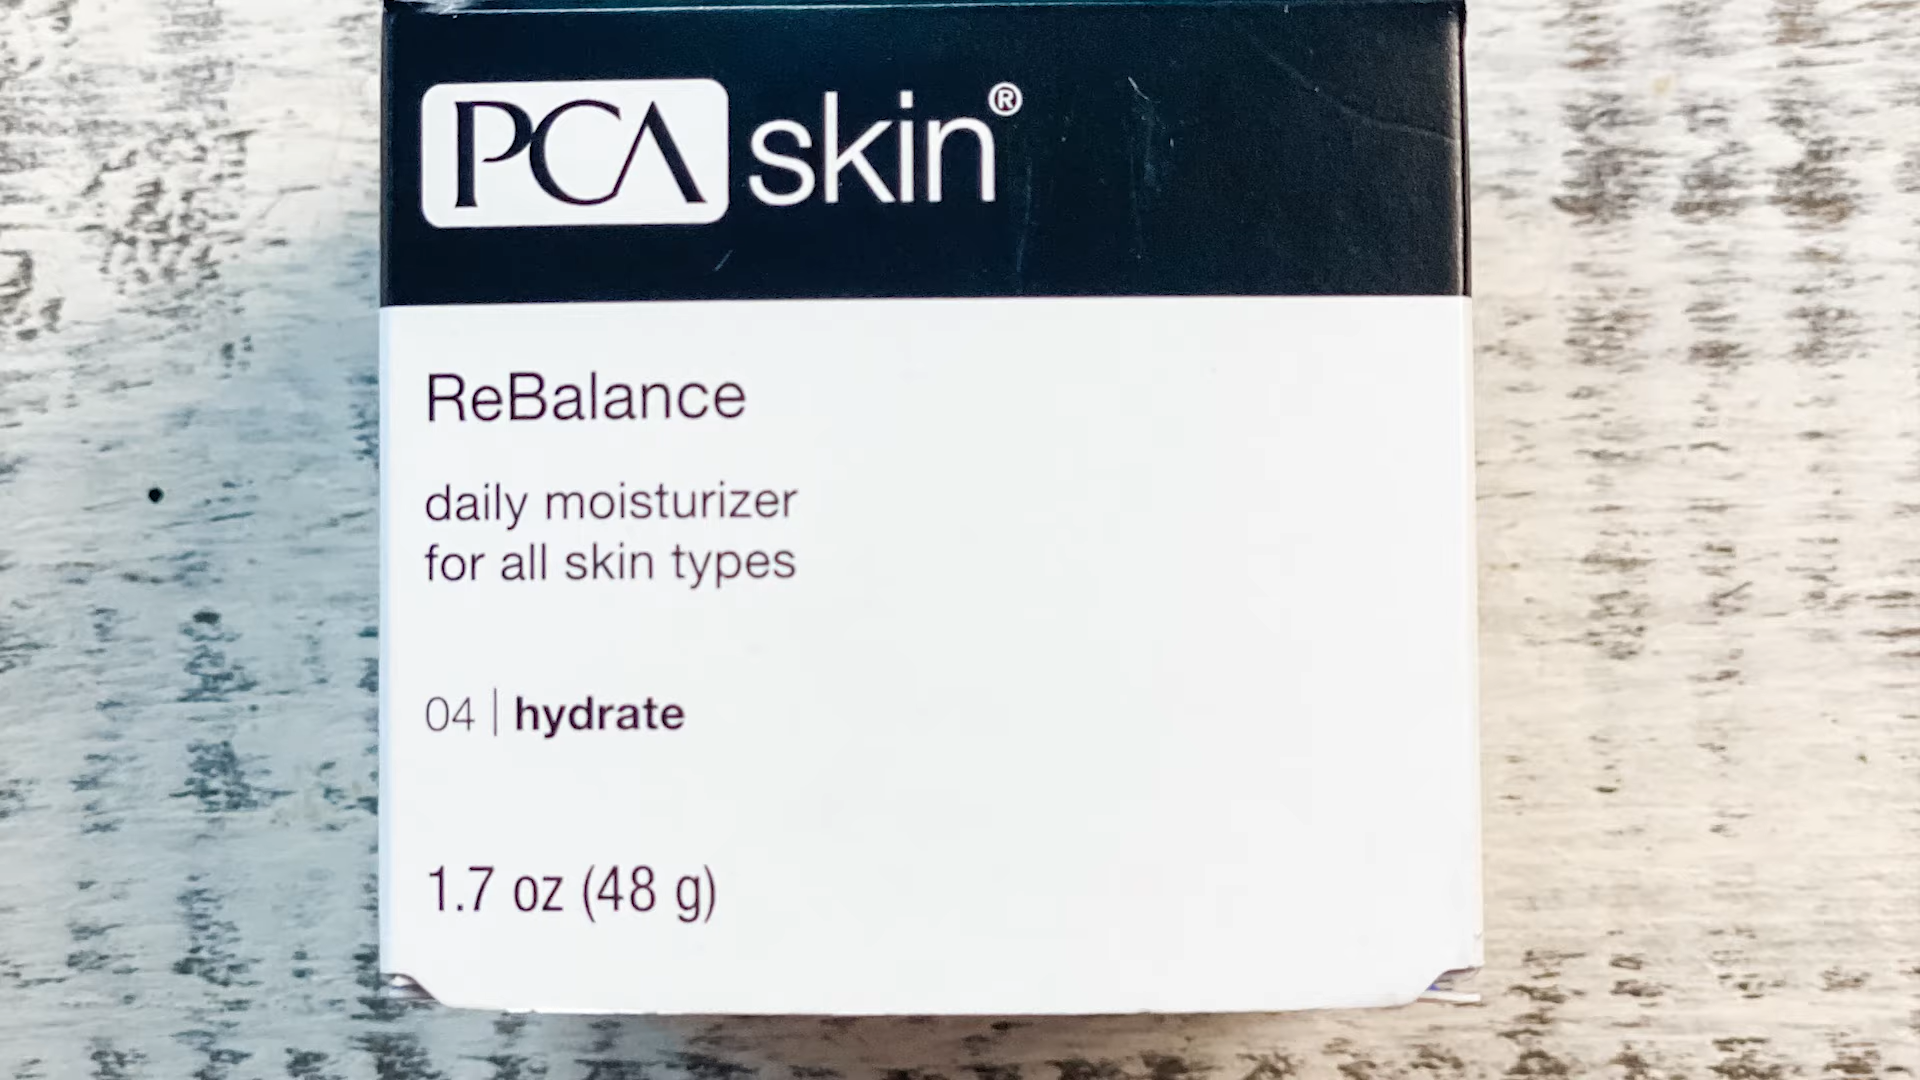 PCA skin®
ReBalance
daily moisturizer
for all skin types
04 | hydrate
1.7 oz (48 g)